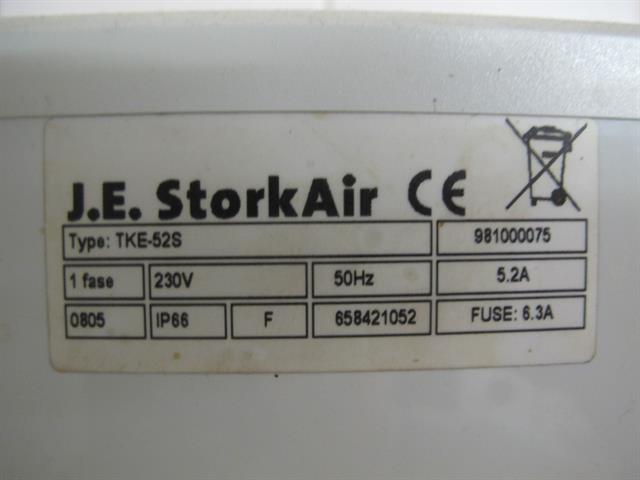 J.E. StorkAir CE
Type: TKE-52S 981000075
1 fase 230V 50Hz 5.2A
0805 IP66 F 658421052 FUSE: 6.3A